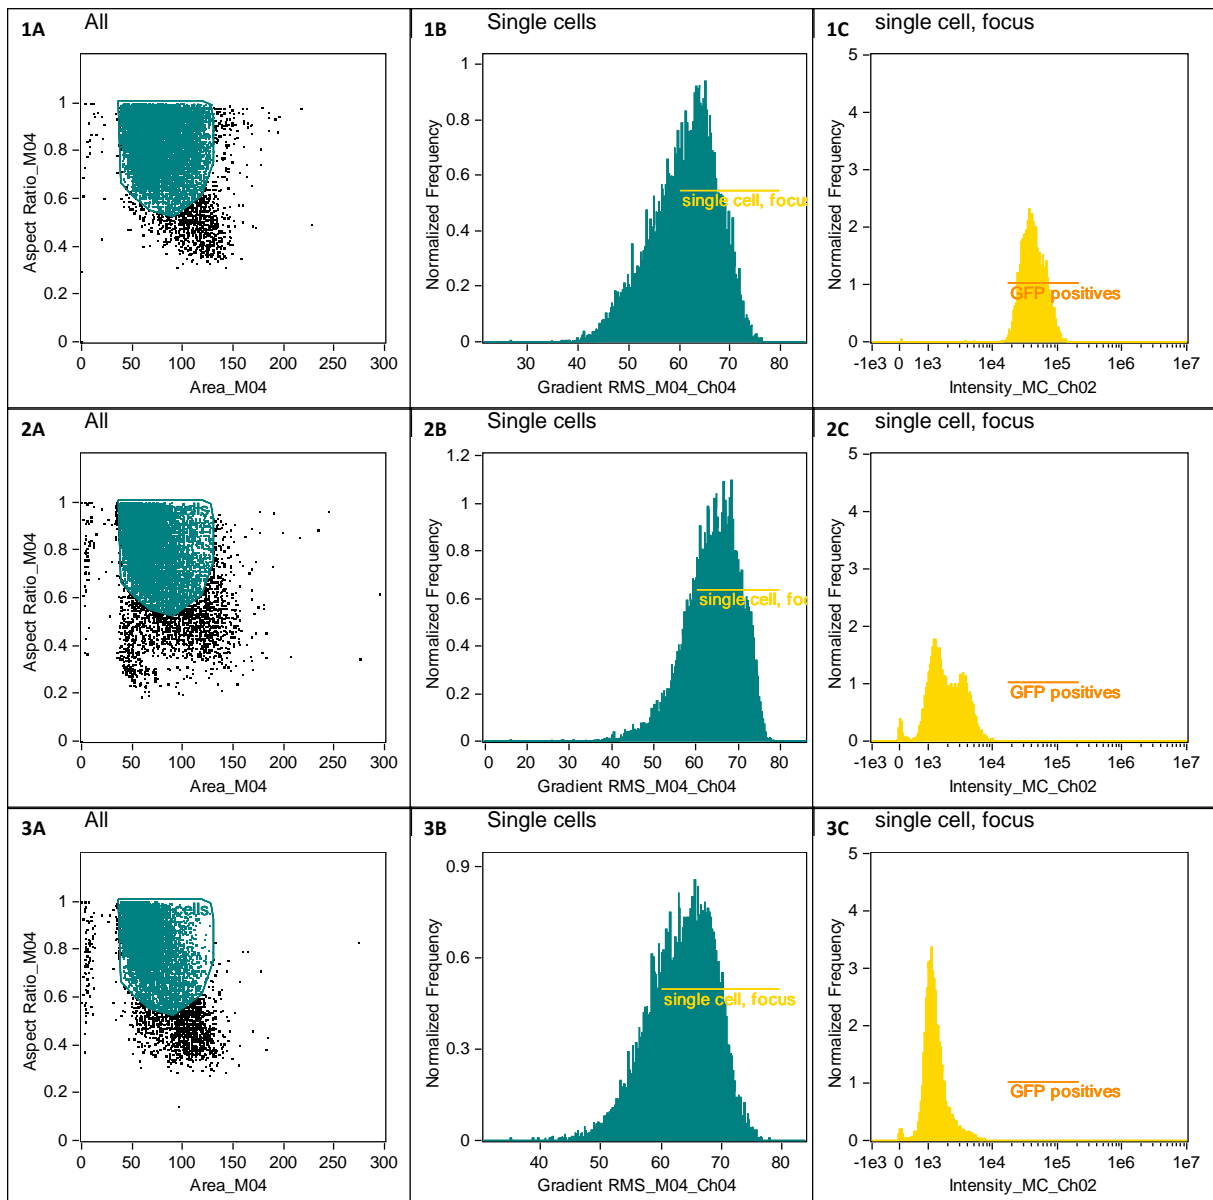 1A All
1.0
1
0.8
0.6
0.4
0.2
0
0 50 100 150 200 250 300
Aspect Ratio_M04
Area_M04
1B Single cells
1
0.8
0.6
0.4
0.2
0
30 40 50 60 70 80
Normalized Frequency
Gradient RMS_M04_Ch04
single cell, focus
1C single cell, focus
5
4
3
2
1
0
-1e3 0 1e3 1e4 1e5 1e6 1e7
Normalized Frequency
Intensity_MC_Ch02
GFP positives
2A All
1
0.8
0.6
0.4
0.2
0
0 50 100 150 200 250 300
Aspect Ratio_M04
Area_M04
cells
2B Single cells
1.2
1
0.8
0.6
0.4
0.2
0
0 10 20 30 40 50 60 70 80
Normalized Frequency
Gradient RMS_M04_Ch04
single cell, foc
2C single cell, focus
5
4
3
2
1
0
-1e3 0 1e3 1e4 1e5 1e6 1e7
Normalized Frequency
Intensity_MC_Ch02
GFP positives
3A All
1
0.8
0.6
0.4
0.2
0
0 50 100 150 200 250 300
Aspect Ratio_M04
Area_M04
cells
3B Single cells
0.9
0.6
0.3
0
40 50 60 70 80
Normalized Frequency
Gradient RMS_M04_Ch04
single cell, focus
3C single cell, focus
5
4
3
2
1
0
-1e3 0 1e3 1e4 1e5 1e6 1e7
Normalized Frequency
Intensity_MC_Ch02
GFP positives